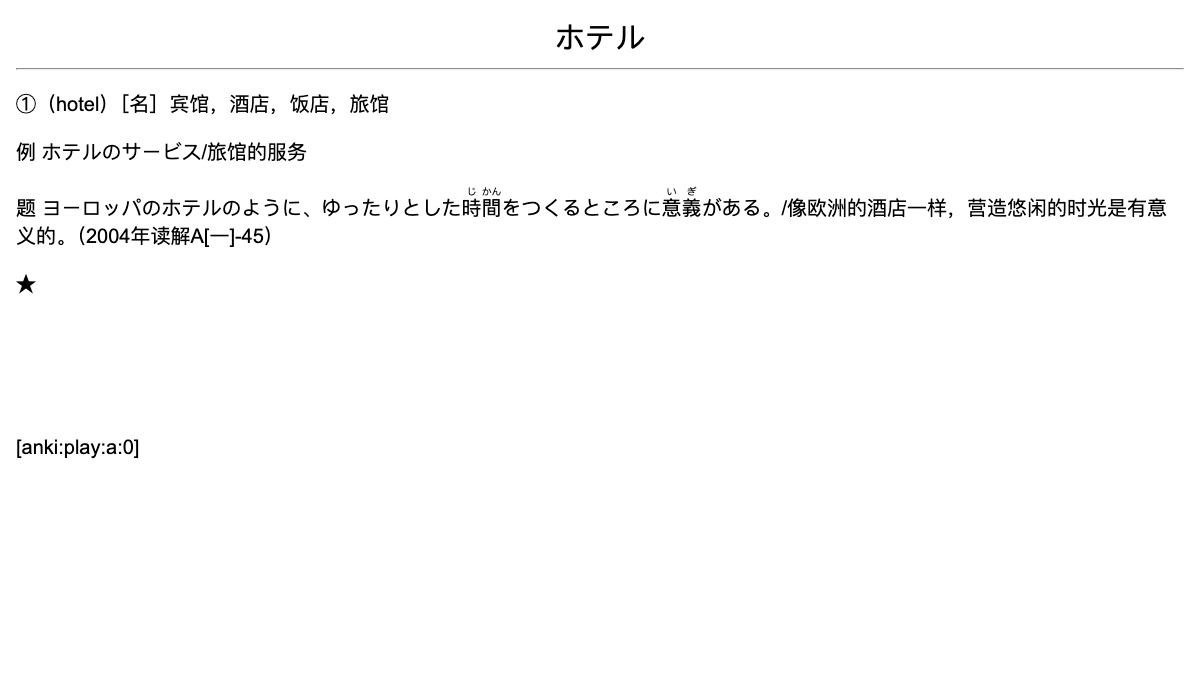 ホテル
①（hotel）［名］宾馆，酒店，饭店，旅馆
例 ホテルのサービス/旅馆的服务
じ かん い ぎ
题 ヨーロッパのホテルのように、ゆったりとした時間をつくるところに意義がある。/像欧洲的酒店一样，营造悠闲的时光是有意
义的。（2004年读解A[一]-45）
★
[anki:play:a:0]